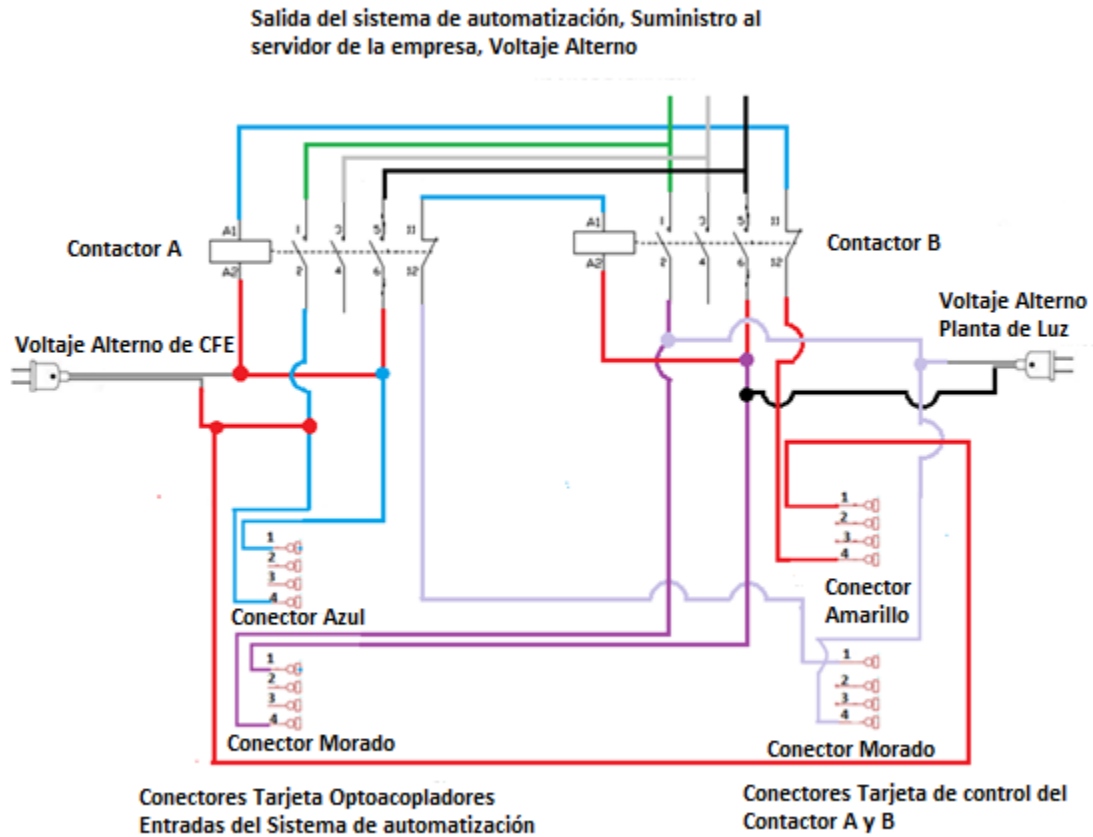 Salida del sistema de automatización, Suministro al
servidor de la empresa, Voltaje Alterno
A1
1
3
5
11
A1
1
3
5
11
Contactor A
Contactor B
A2
2
4
6
12
A2
2
4
6
12
Voltaje Alterno de CFE
Voltaje Alterno
Planta de Luz
1
2
3
4
Conector Azul
1
2
3
4
Conector
Amarillo
1
2
3
4
Conector Morado
1
2
3
4
Conector Morado
Conectores Tarjeta Optoacopladores
Entradas del Sistema de automatización
Conectores Tarjeta de control del
Contactor A y B